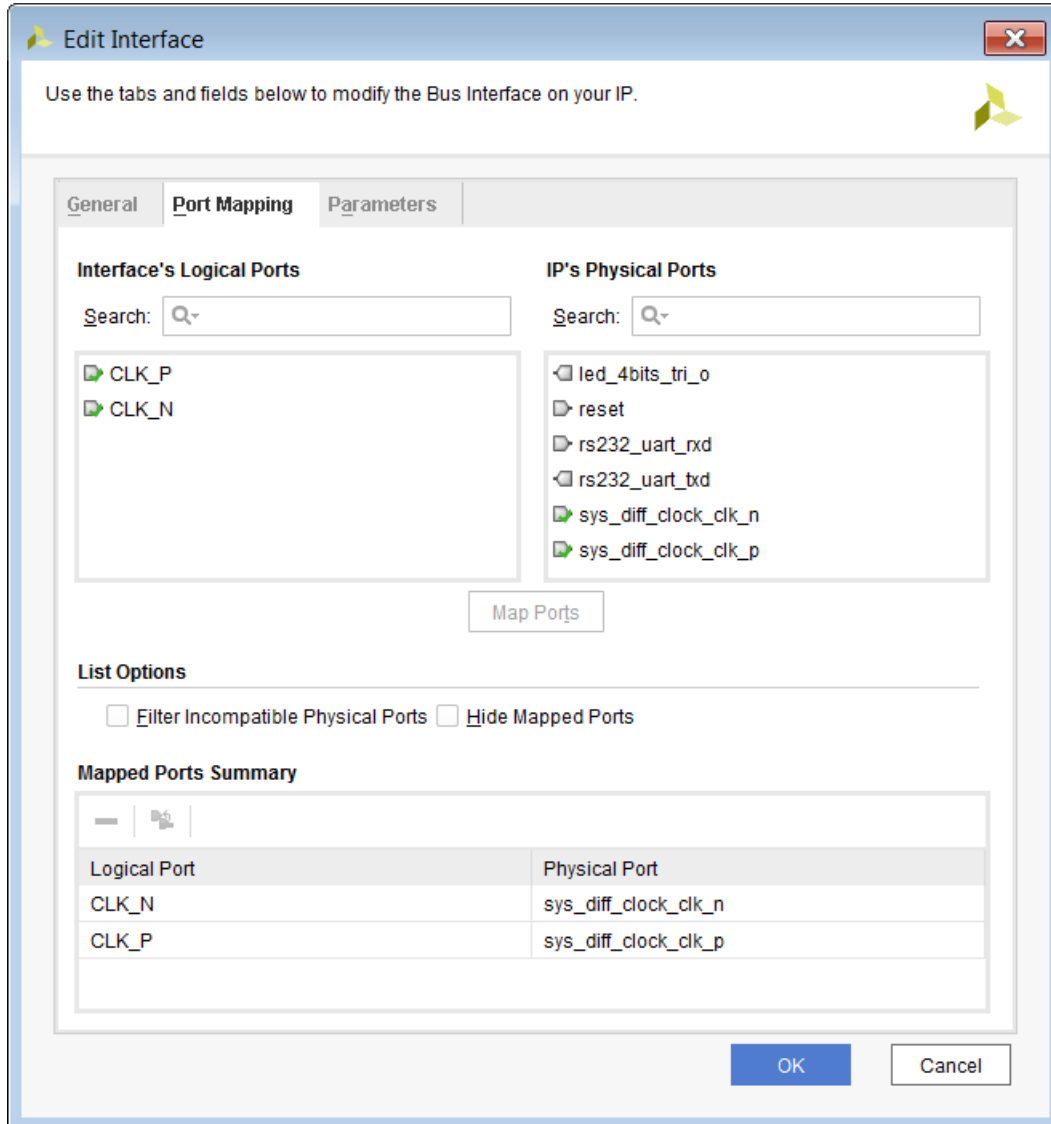 Edit Interface
Use the tabs and fields below to modify the Bus Interface on your IP.
General Port Mapping Parameters
Interface's Logical Ports
Search:
CLK_P
CLK_N
IP's Physical Ports
Search:
led_4bits_tri_o
reset
rs232_uart_rxd
rs232_uart_txd
sys_diff_clock_clk_n
sys_diff_clock_clk_p
Map Ports
List Options
Filter Incompatible Physical Ports Hide Mapped Ports
Mapped Ports Summary
Logical Port Physical Port
CLK_N sys_diff_clock_clk_n
CLK_P sys_diff_clock_clk_p
OK Cancel